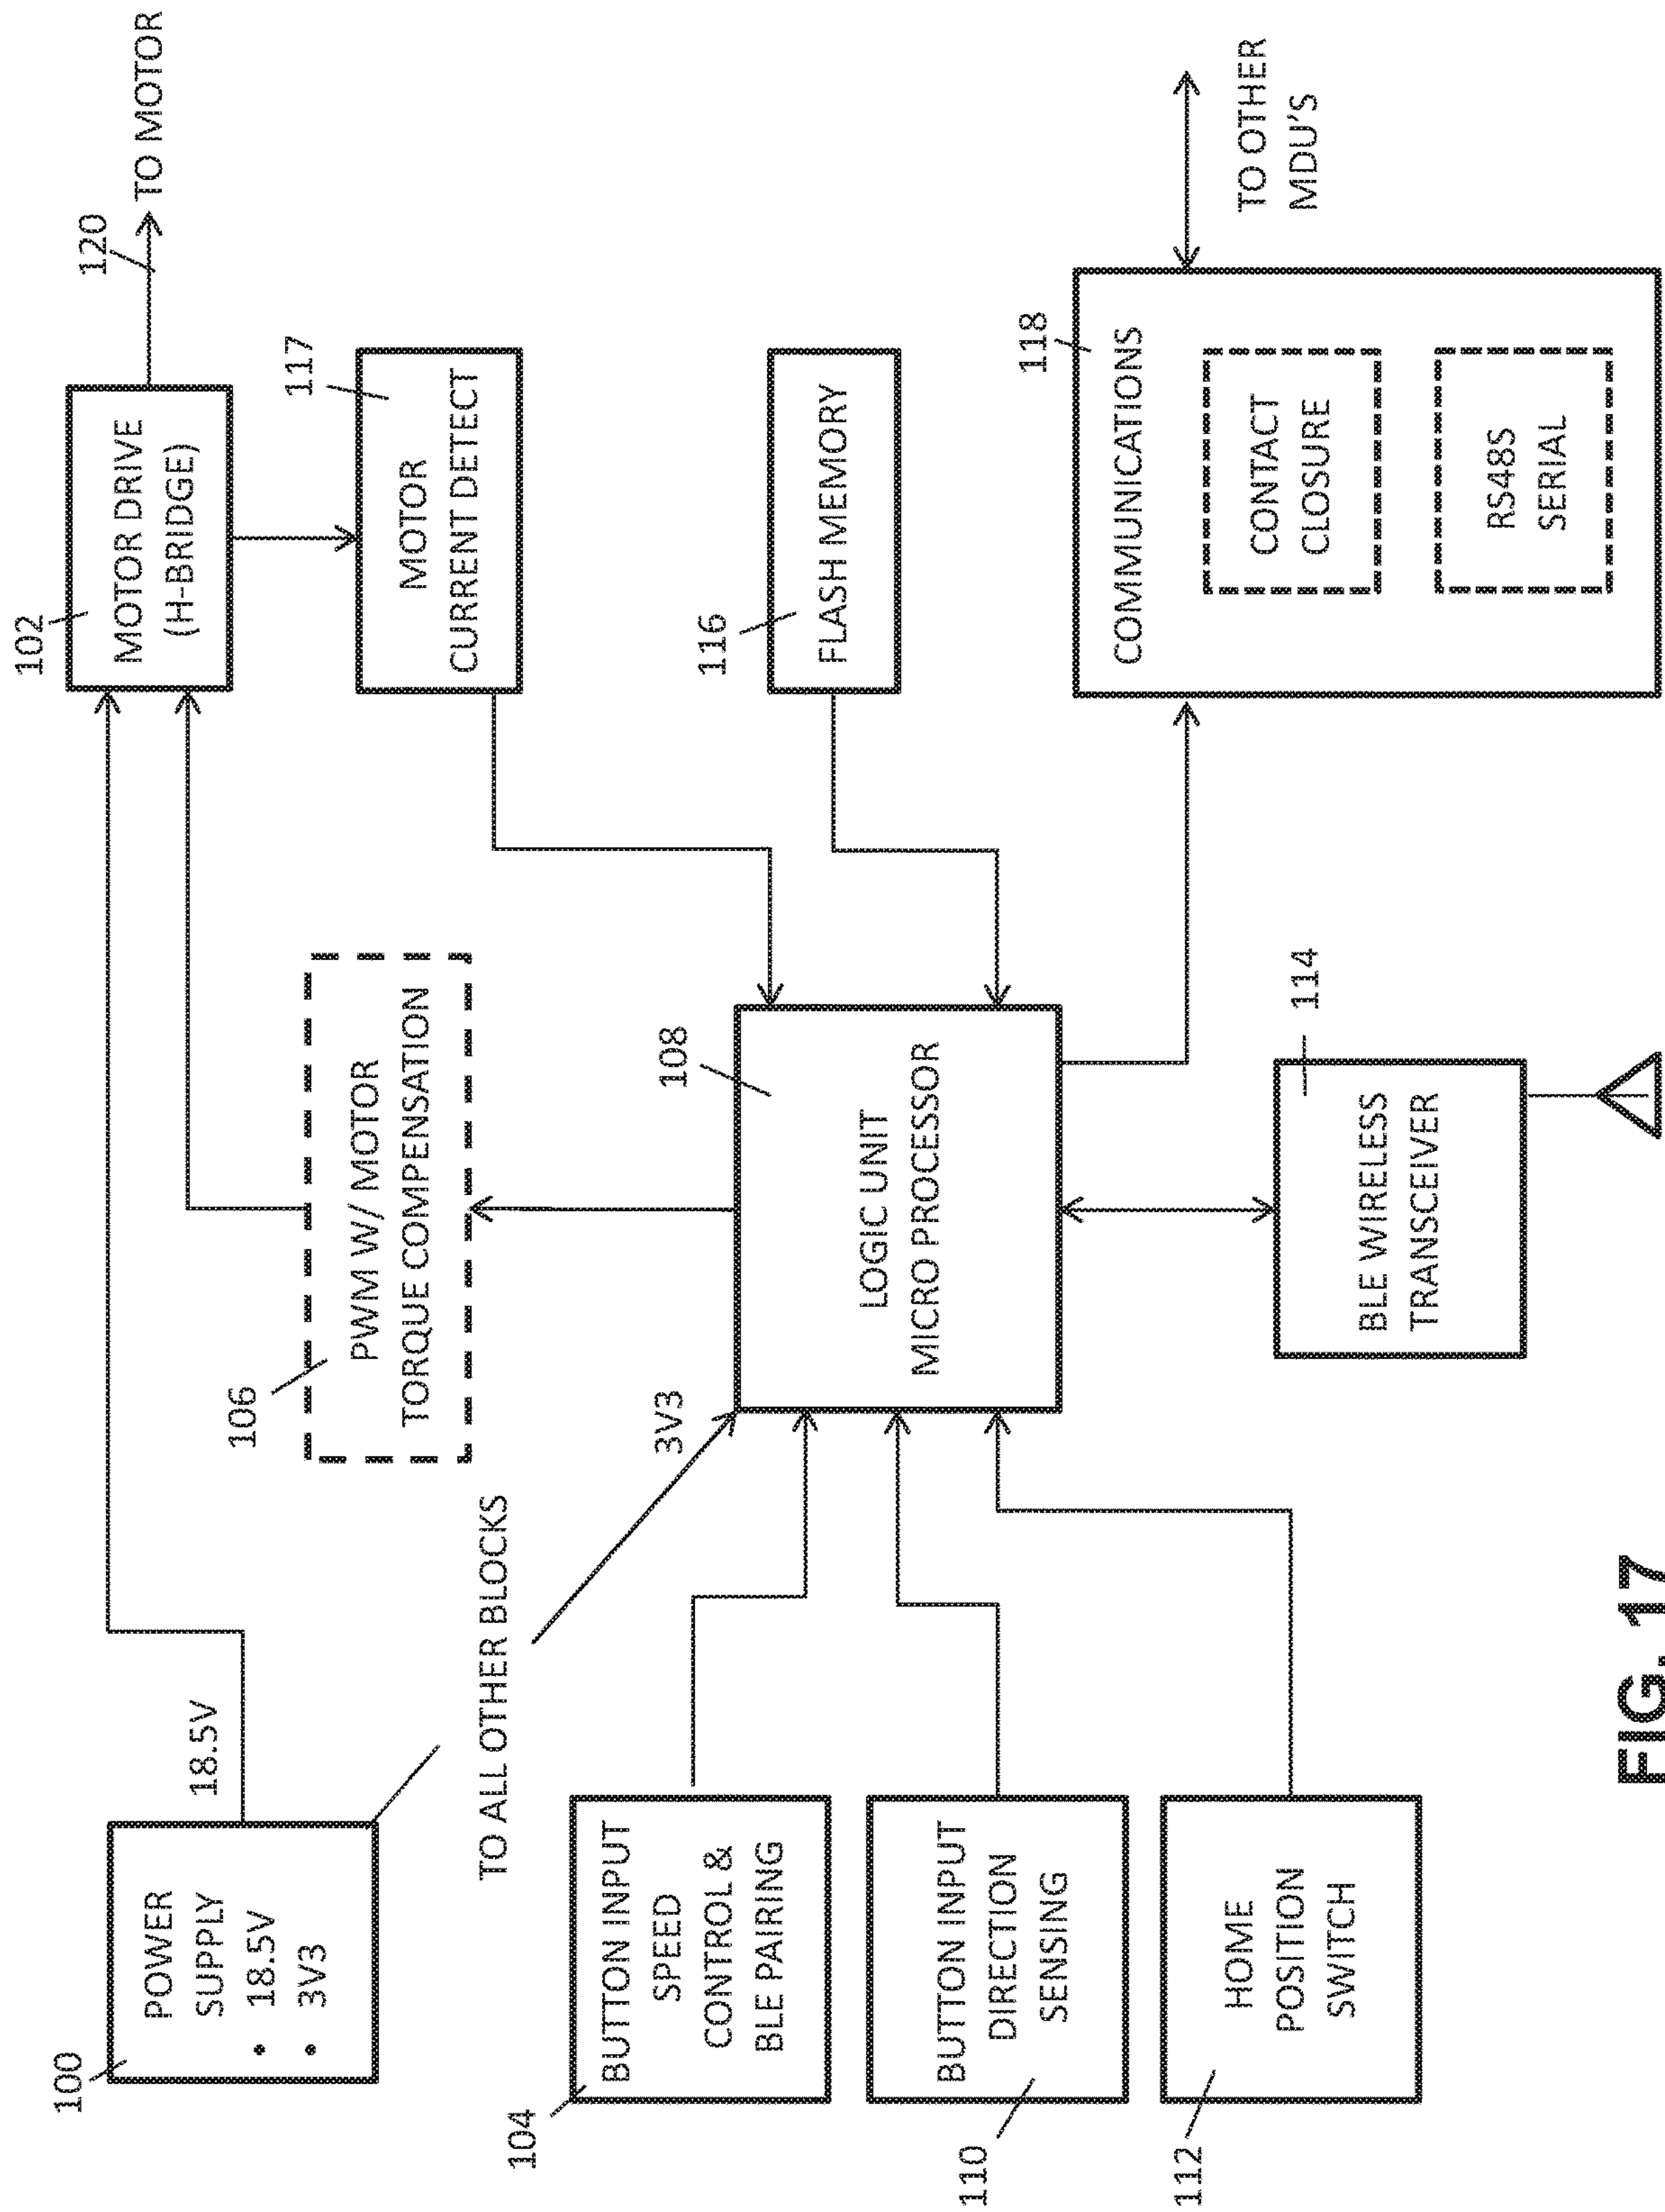 100
POWER
SUPPLY
• 18.5V
• 3V3
18.5V
102
MOTOR DRIVE
(H-BRIDGE)
120
TO MOTOR
106
PWM W/ MOTOR
TORQUE COMPENSATION
117
MOTOR
CURRENT DETECT
TO ALL OTHER BLOCKS
3V3
104
BUTTON INPUT
SPEED
CONTROL &
BLE PAIRING
108
LOGIC UNIT
MICRO PROCESSOR
116
FLASH MEMORY
110
BUTTON INPUT
DIRECTION
SENSING
112
HOME
POSITION
SWITCH
114
BLE WIRELESS
TRANSCEIVER
118
COMMUNICATIONS
CONTACT
CLOSURE
RS48S
SERIAL
TO OTHER
MDU'S
FIG. 17